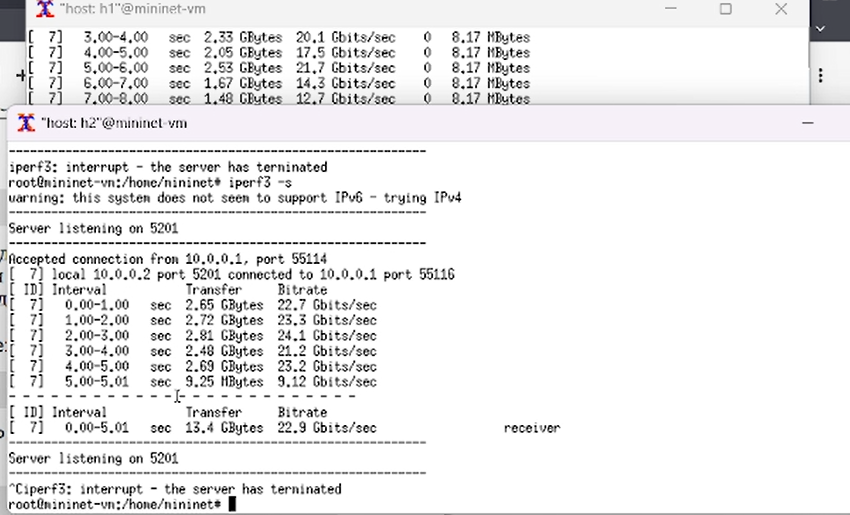 "host: h1"@mininet-vm
[  7]   3.00-4.00   sec  2.33 GBytes  20.1 Gbits/sec    0   8.17 MBytes
[  7]   4.00-5.00   sec  2.05 GBytes  17.5 Gbits/sec    0   8.17 MBytes
[  7]   5.00-6.00   sec  2.53 GBytes  21.7 Gbits/sec    0   8.17 MBytes
[  7]   6.00-7.00   sec  1.67 GBytes  14.3 Gbits/sec    0   8.17 MBytes
[  7]   7.00-8.00   sec  1.48 GBytes  12.7 Gbits/sec    0   8.17 MBytes
"host: h2"@mininet-vm
-----------------------------------------------------------
iperf3: interrupt - the server has terminated
root@mininet-vm:/home/mininet# iperf3 -s
warning: this system does not seem to support IPv6 - trying IPv4
-----------------------------------------------------------
Server listening on 5201
-----------------------------------------------------------
Accepted connection from 10.0.0.1, port 55114
[  7] local 10.0.0.2 port 5201 connected to 10.0.0.1 port 55116
[ ID] Interval           Transfer     Bitrate
[  7]   0.00-1.00   sec  2.65 GBytes  22.7 Gbits/sec
[  7]   1.00-2.00   sec  2.72 GBytes  23.3 Gbits/sec
[  7]   2.00-3.00   sec  2.81 GBytes  24.1 Gbits/sec
[  7]   3.00-4.00   sec  2.48 GBytes  21.2 Gbits/sec
[  7]   4.00-5.00   sec  2.69 GBytes  23.2 Gbits/sec
[  7]   5.00-5.01   sec  9.25 MBytes  9.12 Gbits/sec
- - - - - - - - - - - - - - - - - - - - - - - - -
[ ID] Interval           Transfer     Bitrate
[  7]   0.00-5.01   sec  13.4 GBytes  22.9 Gbits/sec                  receiver
-----------------------------------------------------------
Server listening on 5201
-----------------------------------------------------------
^Ciperf3: interrupt - the server has terminated
root@mininet-vm:/home/mininet#